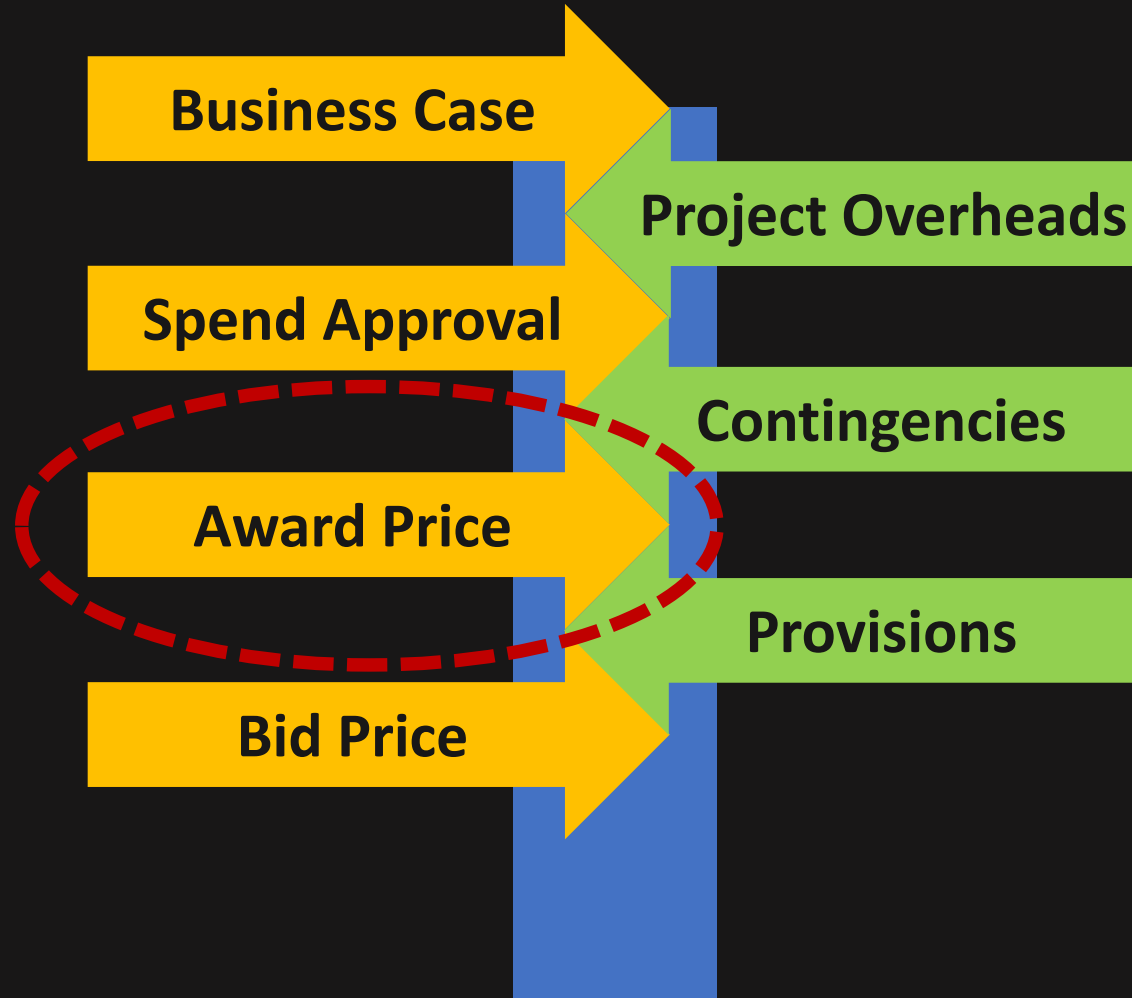 Business Case
Project Overheads
Spend Approval
Contingencies
Award Price
Provisions
Bid Price